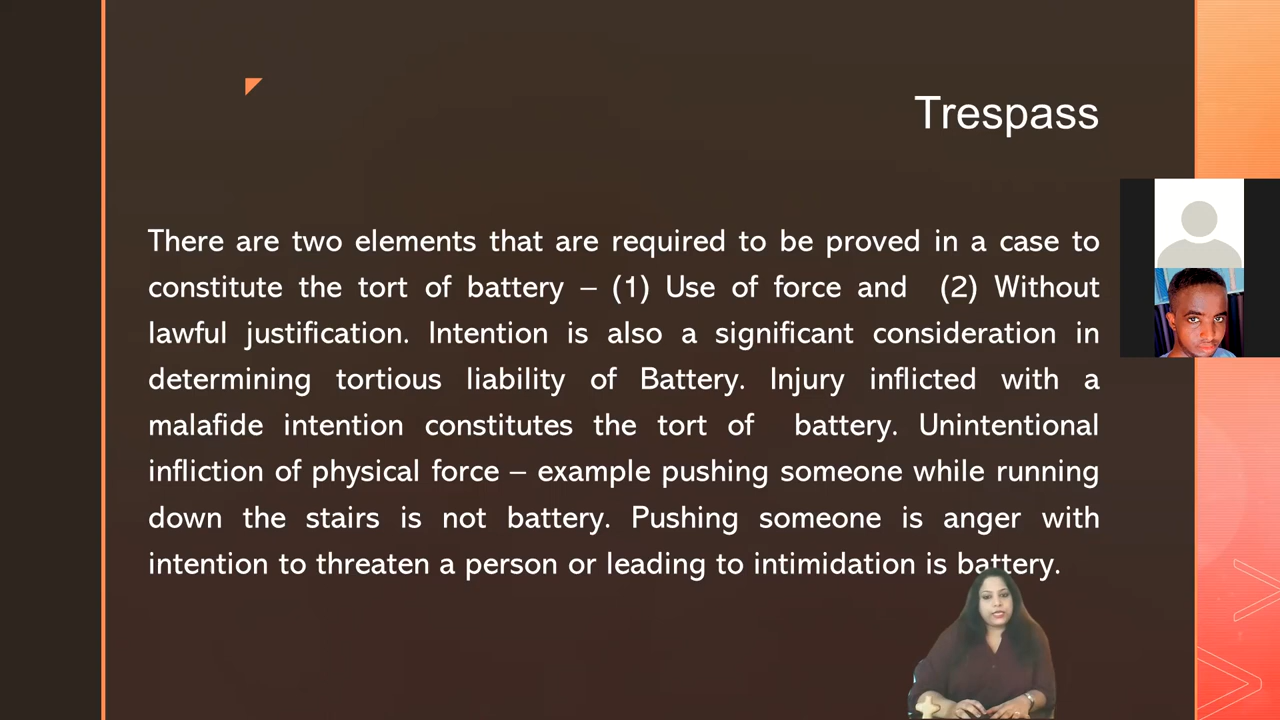 Trespass
There are two elements that are required to be proved in a case to
constitute the tort of battery – (1) Use of force and (2) Without
lawful justification. Intention is also a significant consideration in
determining tortious liability of Battery. Injury inflicted with a
malafide intention constitutes the tort of battery. Unintentional
infliction of physical force – example pushing someone while running
down the stairs is not battery. Pushing someone is anger with
intention to threaten a person or leading to intimidation is battery.